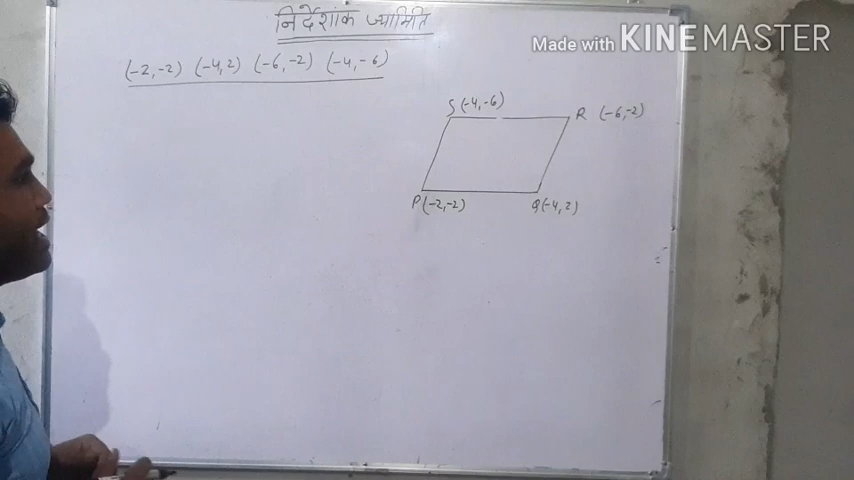 निर्देशांक ज्यामिति
Made with KINEMASTER
(-2,-2) (-4,2) (-6,-2) (-4,-6)
S(-4,-6)
R (-6,-2)
P(-2,-2)
Q(-4,2)